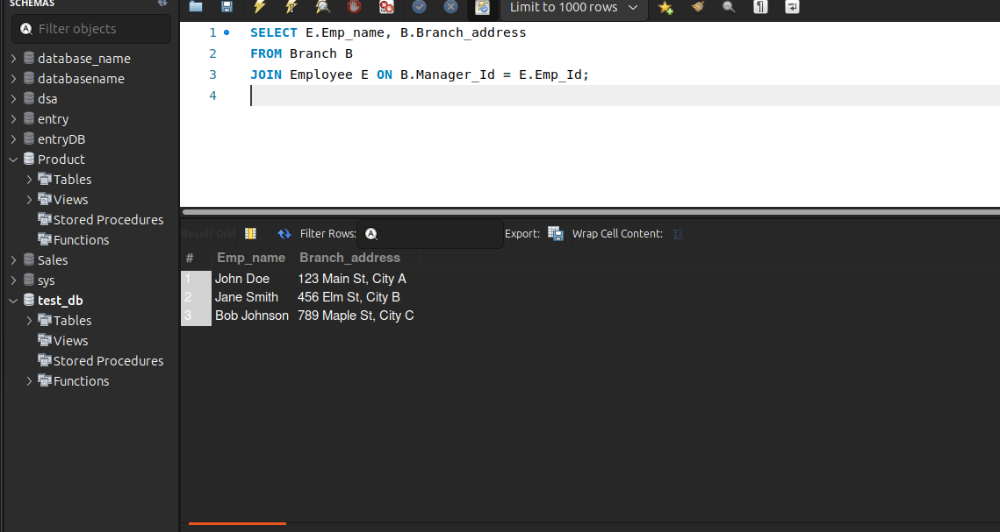 SCHEMAS
Limit to 1000 rows
Filter objects
database_name
databasename
dsa
entry
entryDB
Product
Tables
Views
Stored Procedures
Functions
Sales
sys
test_db
Tables
Views
Stored Procedures
Functions
1 SELECT E.Emp_name, B.Branch_address
2 FROM Branch B
3 JOIN Employee E ON B.Manager_Id = E.Emp_Id;
4
Result Grid Filter Rows: Export: Wrap Cell Content:
# Emp_name Branch_address
1 John Doe 123 Main St, City A
2 Jane Smith 456 Elm St, City B
3 Bob Johnson 789 Maple St, City C